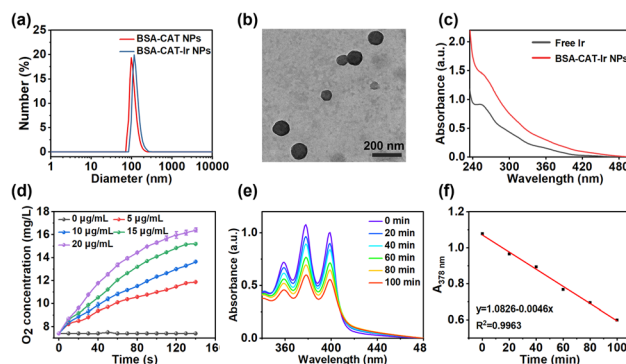 (a)
BSA-CAT NPs
BSA-CAT-Ir NPs
Number (%)
25
20
15
10
5
0
1 10 100 1000 10000
Diameter (nm)
(b)
200 nm
(c)
Free Ir
BSA-CAT-Ir NPs
Absorbance (a.u.)
2.0
1.5
1.0
0.5
0.0
240 300 360 420 480
Wavelength (nm)
(d)
0 μg/mL 5 μg/mL
10 μg/mL 15 μg/mL
20 μg/mL
O2 concentration (mg/L)
16
14
12
10
8
0 40 80 120 160
Time (s)
(e)
0 min
20 min
40 min
60 min
80 min
100 min
Absorbance (a.u.)
1.0
0.5
0.0
360 400 440 48
Wavelength (nm)
(f)
A378 nm
1.2
1.0
0.8
0.6
y=1.0826-0.0046x
R²=0.9963
0 20 40 60 80 100
Time (min)